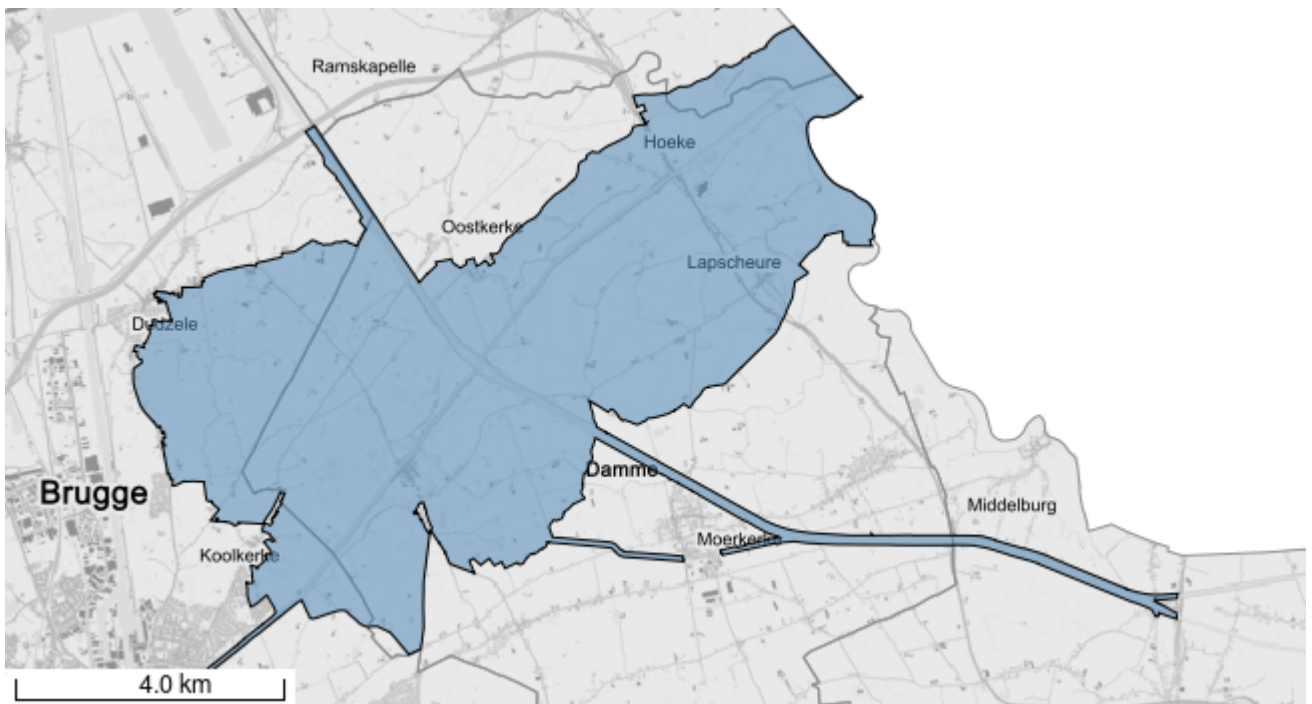 Ramskapelle
Hoeke
Oostkerke
Lapscheure
Dudzele
Damme
Brugge
Middelburg
Moerkerke
Koolkerke
4.0 km